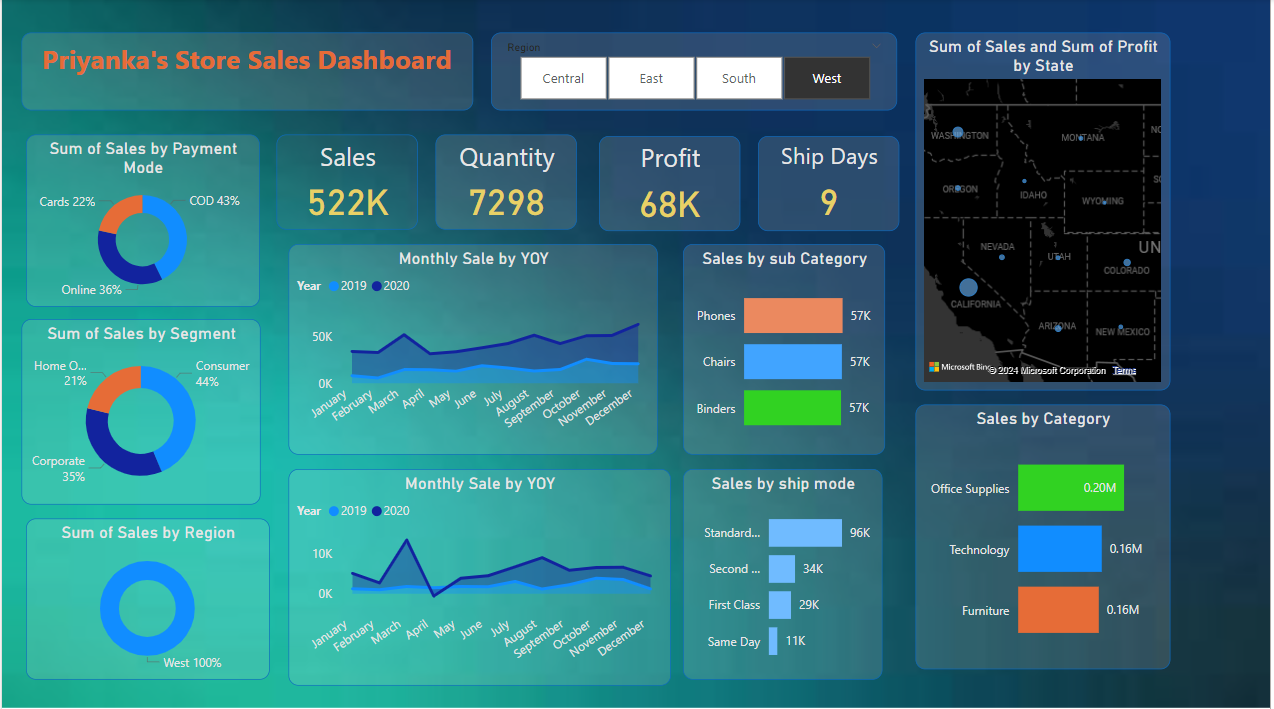 Priyanka's Store Sales Dashboard
Region
Central
East
South
West
Sum of Sales and Sum of Profit
by State
WASHINGTON
MONTANA
NC
OREGON
IDAHO
WYOMING
NEVADA
UTAH
UN
COLORADO
CALIFORNIA
ARIZONA
NEW MEXICO
Microsoft Bing
© 2024 Microsoft Corporation
Terms
Sum of Sales by Payment
Mode
Cards 22%
COD 43%
Online 36%
Sales
522K
Quantity
7298
Profit
68K
Ship Days
9
Monthly Sale by YOY
Year 2019 2020
50K
0K
January
February
March
April
May
June
July
August
September
October
November
December
Sales by sub Category
Phones 57K
Chairs 57K
Binders 57K
Sum of Sales by Segment
Home O...
21%
Consumer
44%
Corporate
35%
Sales by Category
Office Supplies 0.20M
Technology 0.16M
Furniture 0.16M
Monthly Sale by YOY
Year 2019 2020
10K
0K
January
February
March
April
May
June
July
August
September
October
November
December
Sales by ship mode
Standard... 96K
Second ... 34K
First Class 29K
Same Day 11K
Sum of Sales by Region
West 100%